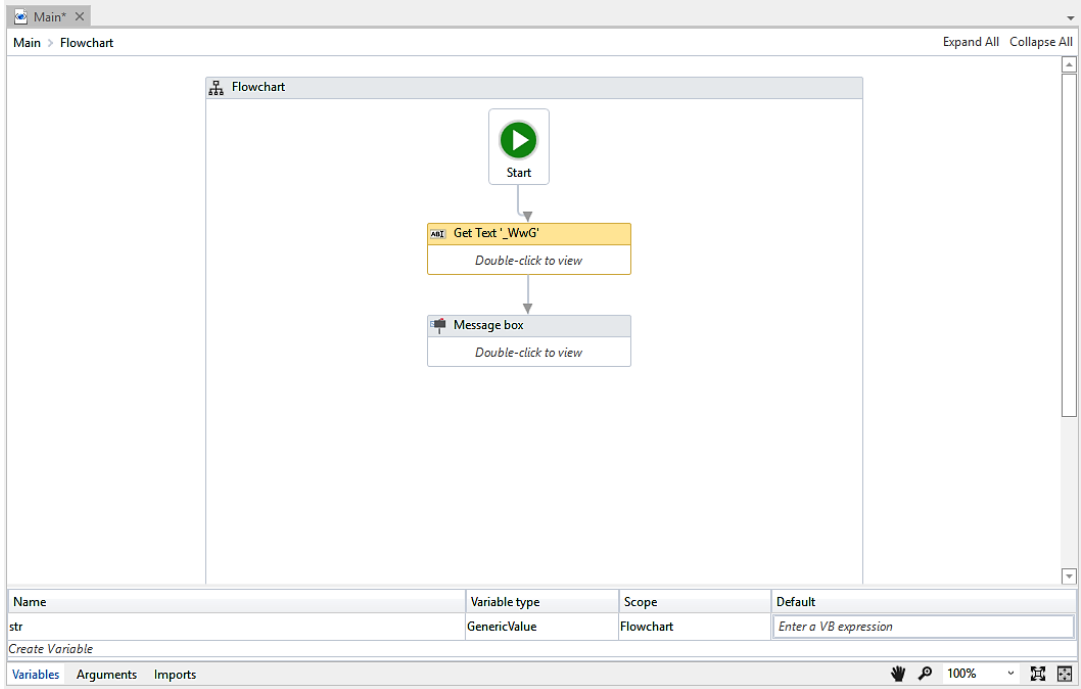 Main*
Main > Flowchart Expand All Collapse All
Flowchart
Start
ABI Get Text '_WwG'
Double-click to view
Message box
Double-click to view
Name Variable type Scope Default
str GenericValue Flowchart Enter a VB expression
Create Variable
Variables Arguments Imports 100%